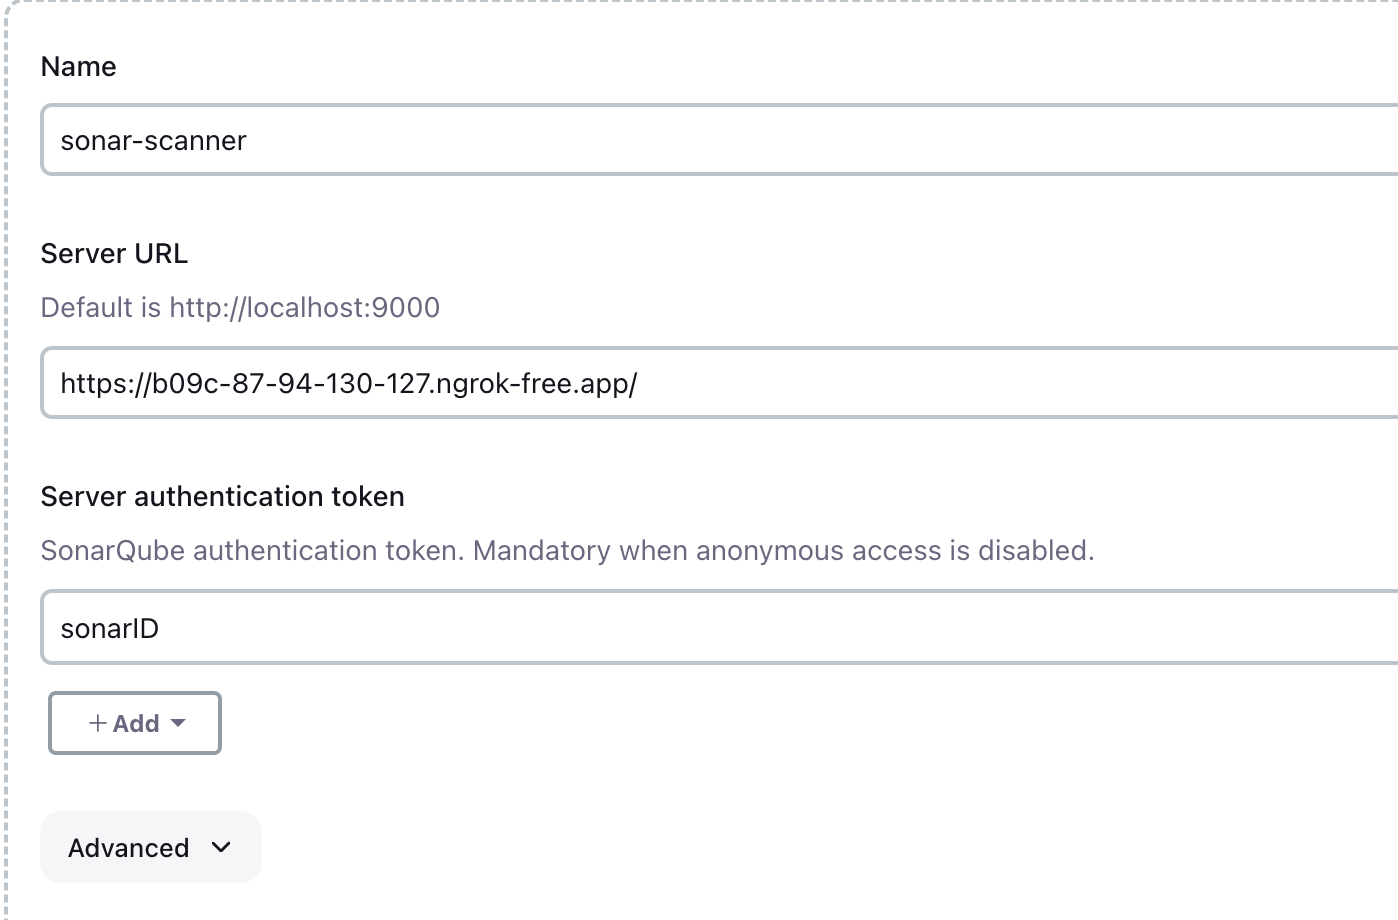 Name
sonar-scanner
Server URL
Default is http://localhost:9000
https://b09c-87-94-130-127.ngrok-free.app/
Server authentication token
SonarQube authentication token. Mandatory when anonymous access is disabled.
sonarID
+ Add
Advanced